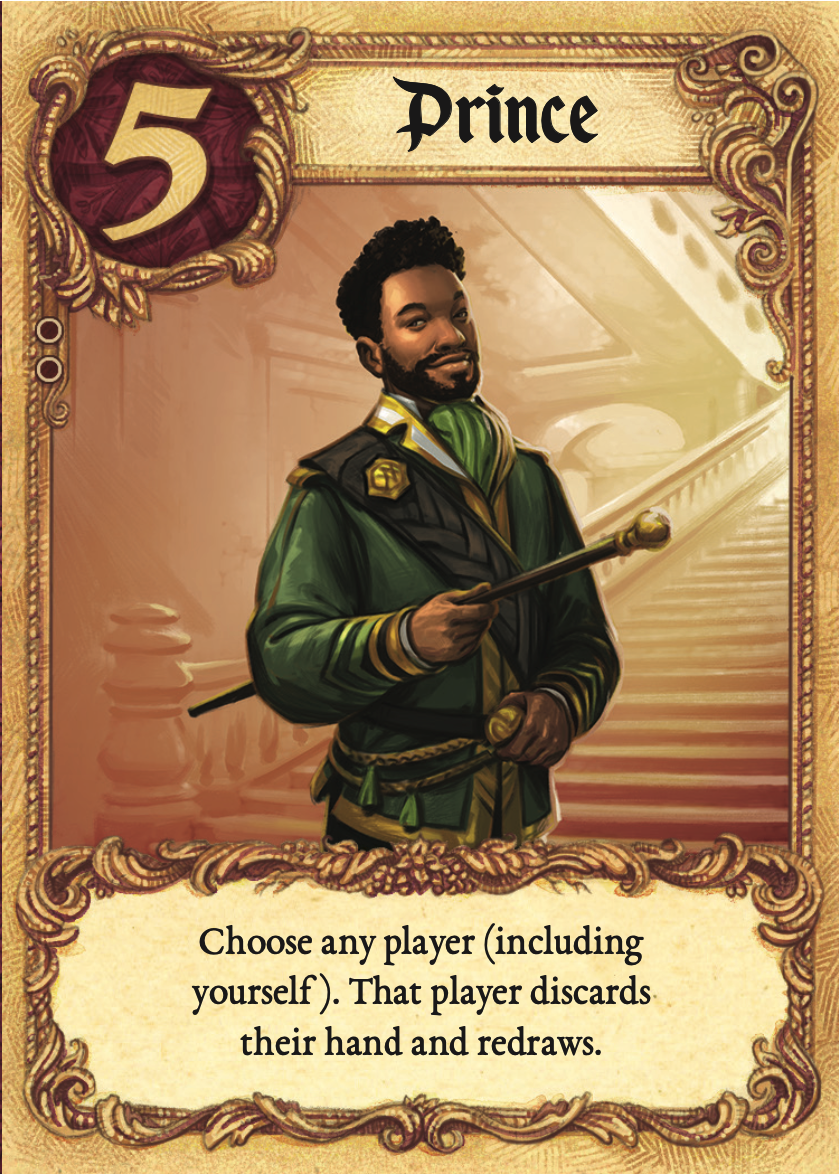 5
Prince
Choose any player (including
yourself). That player discards
their hand and redraws.